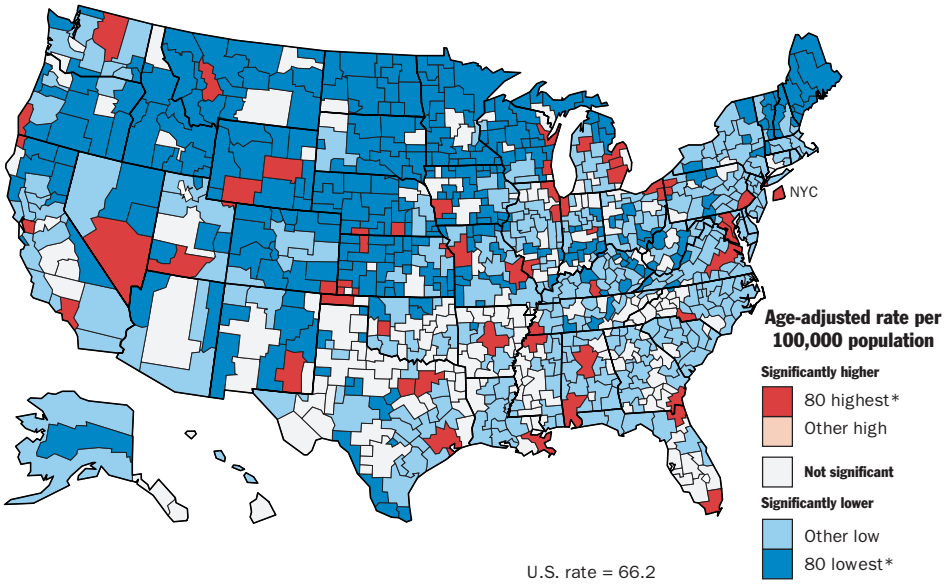 NYC
Age-adjusted rate per
100,000 population
Significantly higher
80 highest*
Other high
Not significant
Significantly lower
Other low
80 lowest*
U.S. rate = 66.2